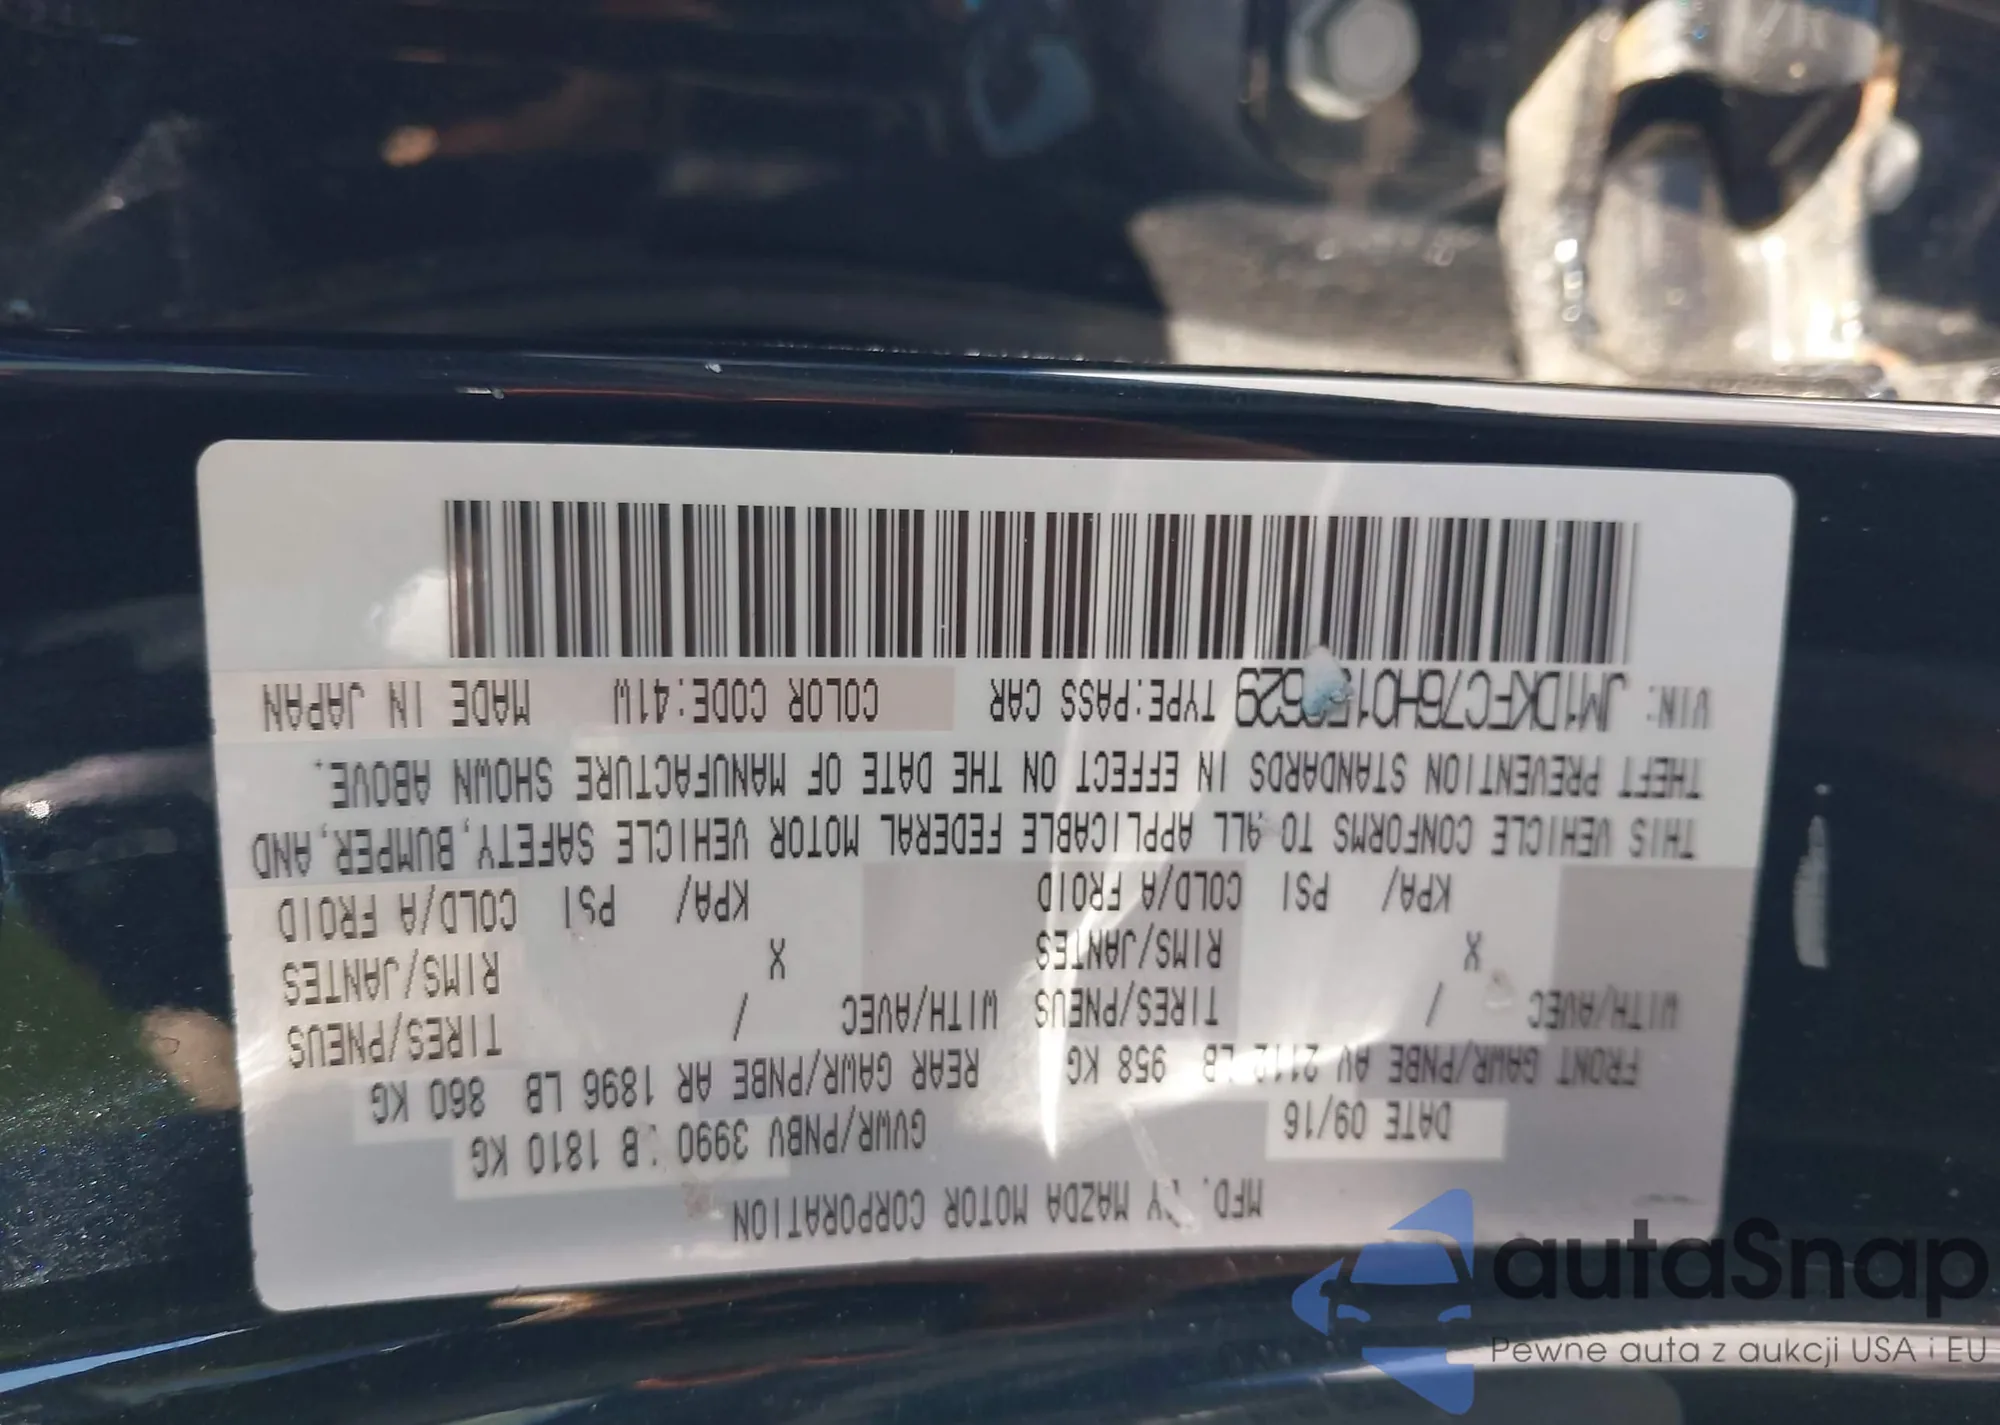 MFD. BY MAZDA MOTOR CORPORATION
DATE 09/16 GVWR/PNBV 3990 LB 1810 KG
FRONT GAWR/PNBE AV 2112 LB 958 KG REAR GAWR/PNBE AR 1896 LB 860 KG
WITH/AVEC / TIRES/PNEUS WITH/AVEC / TIRES/PNEUS
X RIMS/JANTES X RIMS/JANTES
KPA/ PSI COLD/A FROID KPA/ PSI COLD/A FROID
THIS VEHICLE CONFORMS TO ALL APPLICABLE FEDERAL MOTOR VEHICLE SAFETY, BUMPER, AND
THEFT PREVENTION STANDARDS IN EFFECT ON THE DATE OF MANUFACTURE SHOWN ABOVE.
VIN: TYPE:PASS CAR COLOR CODE:41W MADE IN JAPAN
autaSnap
Pewne auta z aukcji USA i EU